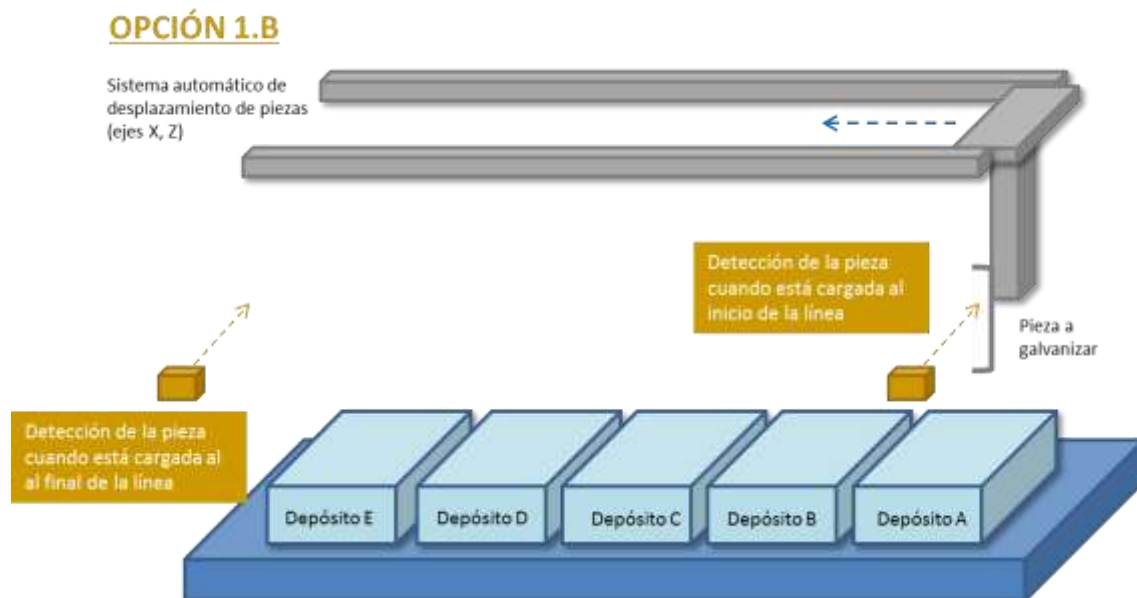 OPCIÓN 1.B
Sistema automático de
desplazamiento de piezas
(ejes X, Z)
Detección de la pieza
cuando está cargada al
inicio de la línea
Pieza a
galvanizar
Detección de la pieza
cuando está cargada al
al final de la línea
Depósito E
Depósito D
Depósito C
Depósito B
Depósito A